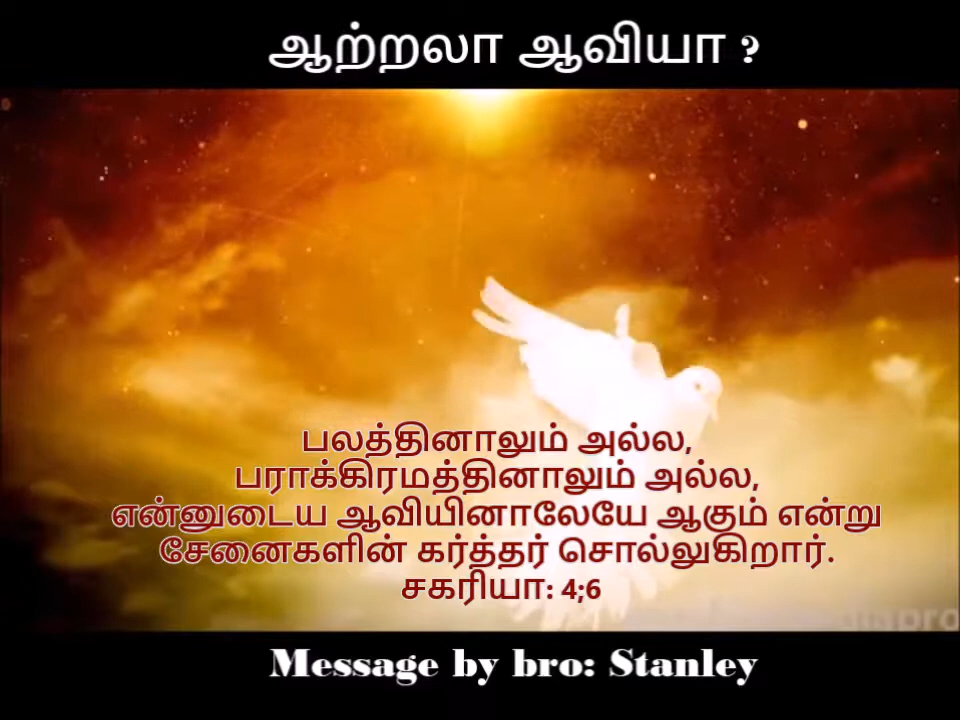 ஆற்றலா ஆவியா ?
பலத்தினாலும் அல்ல,
பராக்கிரமத்தினாலும் அல்ல,
என்னுடைய ஆவியினாலேயே ஆகும் என்று
சேனைகளின் கர்த்தர் சொல்லுகிறார்.
சகரியா: 4;6
Message by bro: Stanley